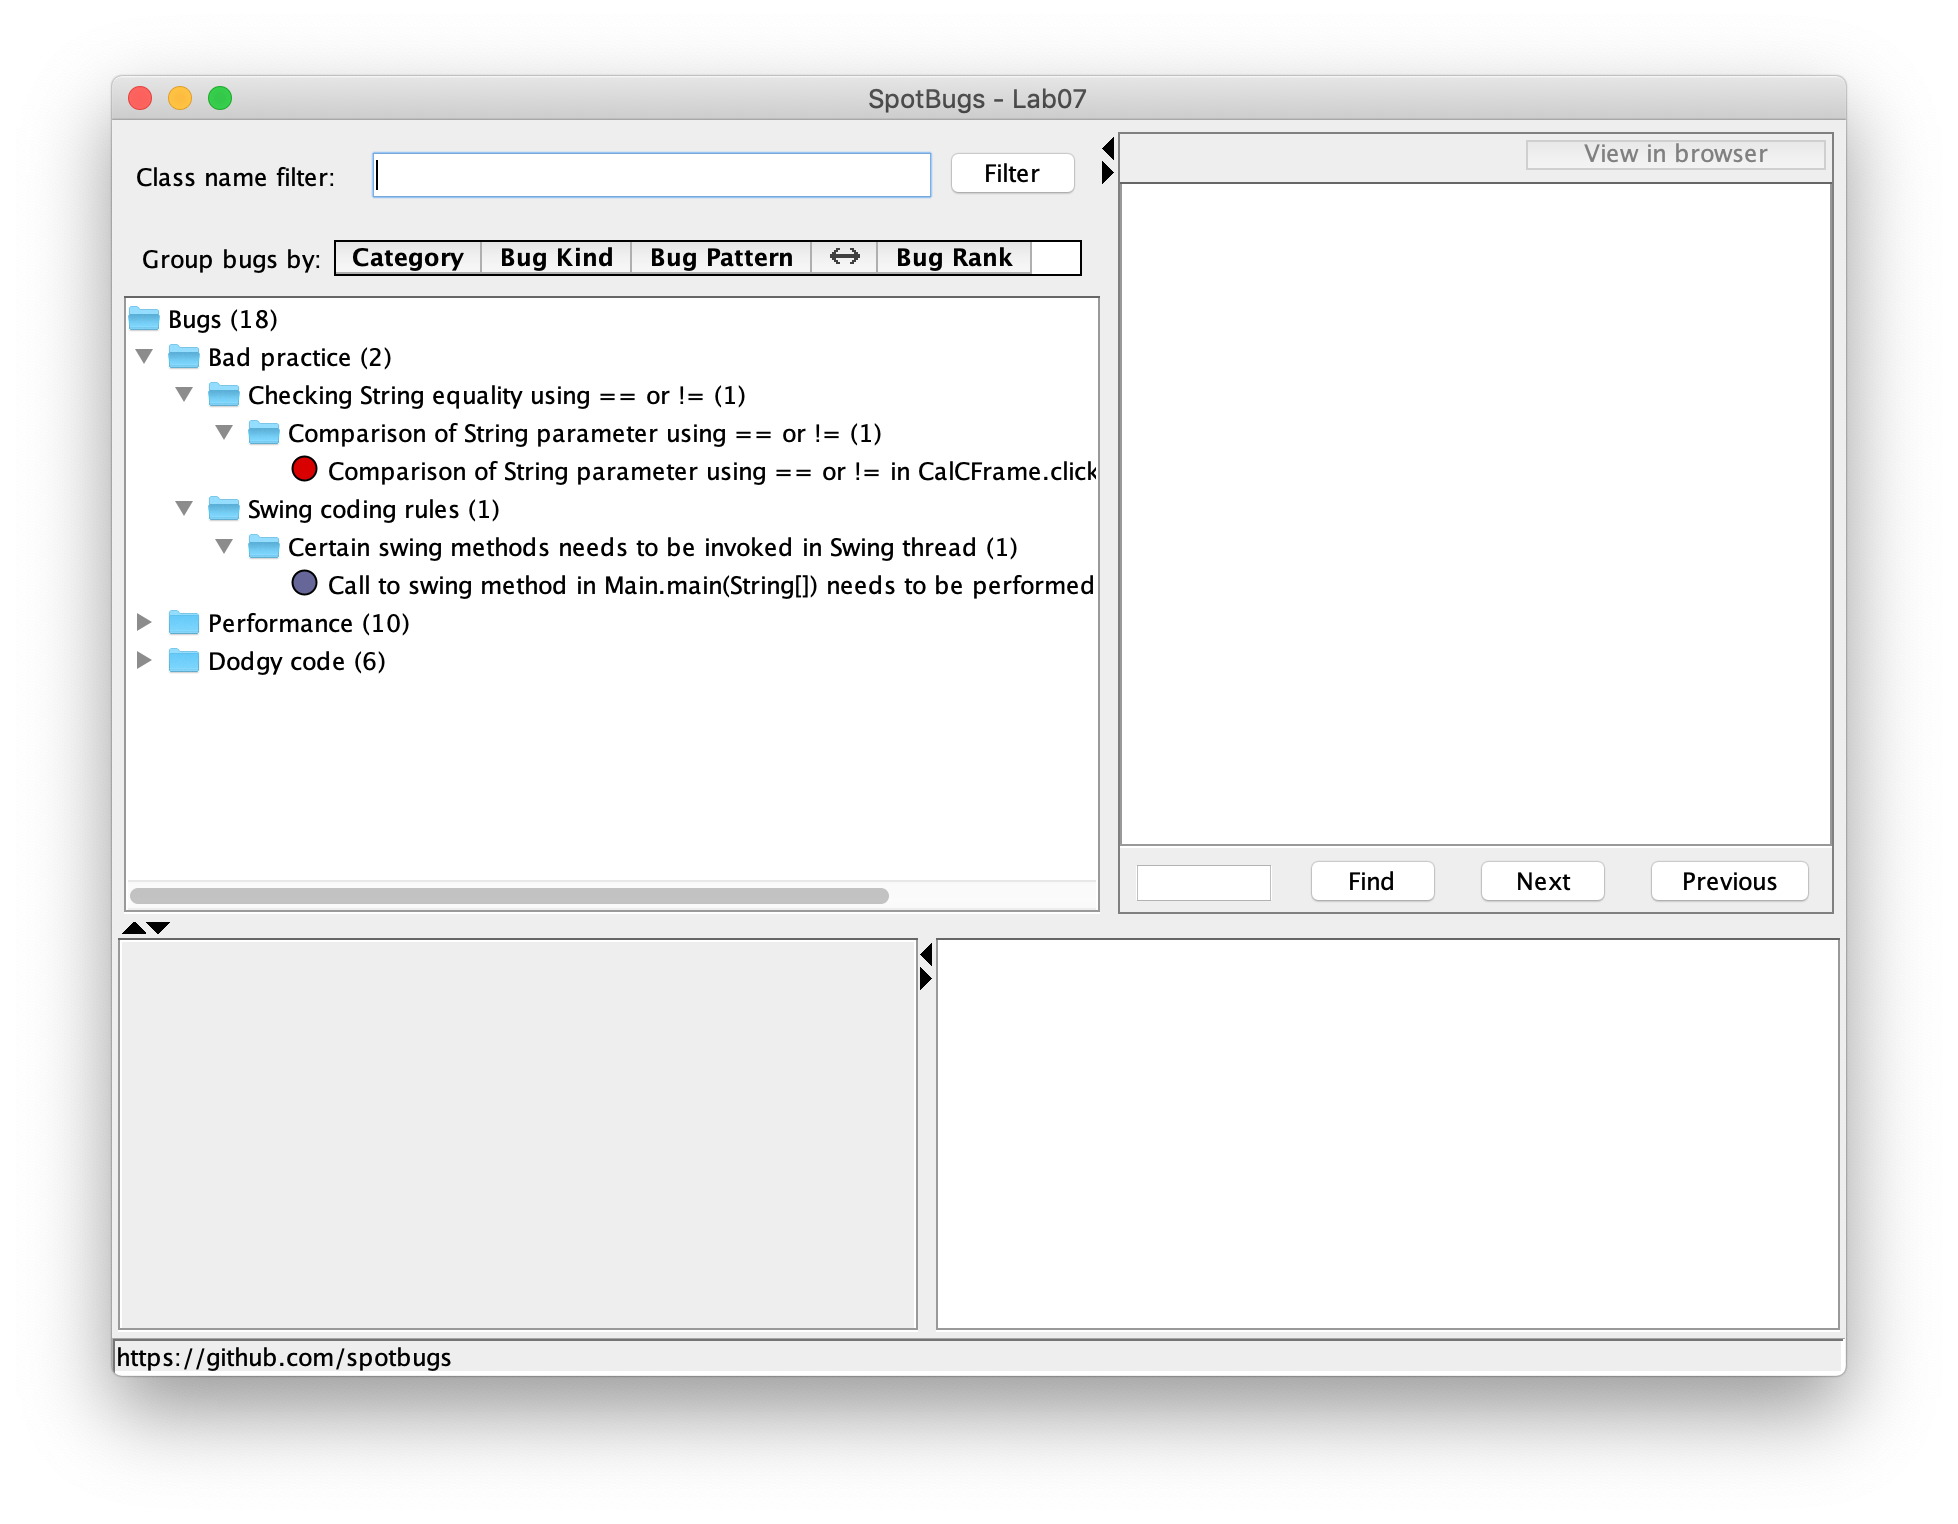 SpotBugs - Lab07
Class name filter:
Filter
View in browser
Group bugs by: Category Bug Kind Bug Pattern Bug Rank
Bugs (18)
Bad practice (2)
Checking String equality using == or != (1)
Comparison of String parameter using == or != (1)
Comparison of String parameter using == or != in CalCFrame.click
Swing coding rules (1)
Certain swing methods needs to be invoked in Swing thread (1)
Call to swing method in Main.main(String[]) needs to be performed
Performance (10)
Dodgy code (6)
Find Next Previous
https://github.com/spotbugs